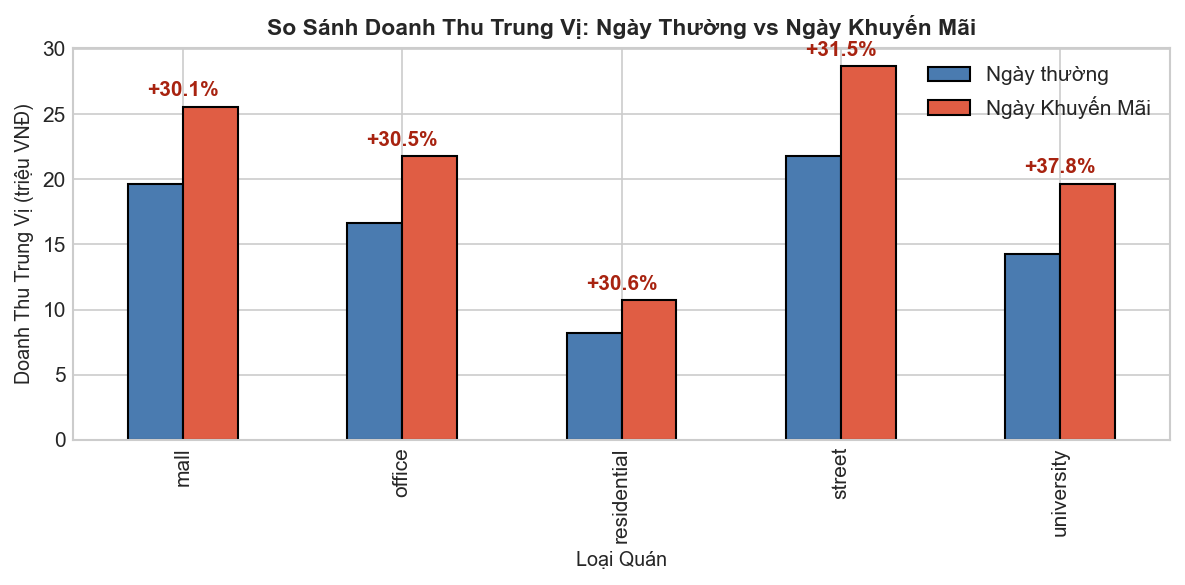 So Sánh Doanh Thu Trung Vị: Ngày Thường vs Ngày Khuyến Mãi
Doanh Thu Trung Vị (triệu VNĐ)
30
25
20
15
10
5
0
+30.1%
+30.5%
+30.6%
+31.5%
+37.8%
Ngày thường
Ngày Khuyến Mãi
mall
office
residential
street
university
Loại Quán